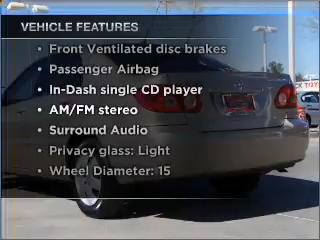 VEHICLE FEATURES
• Front Ventilated disc brakes
• Passenger Airbag
• In-Dash single CD player
• AM/FM stereo
• Surround Audio
• Privacy glass: Light
• Wheel Diameter: 15